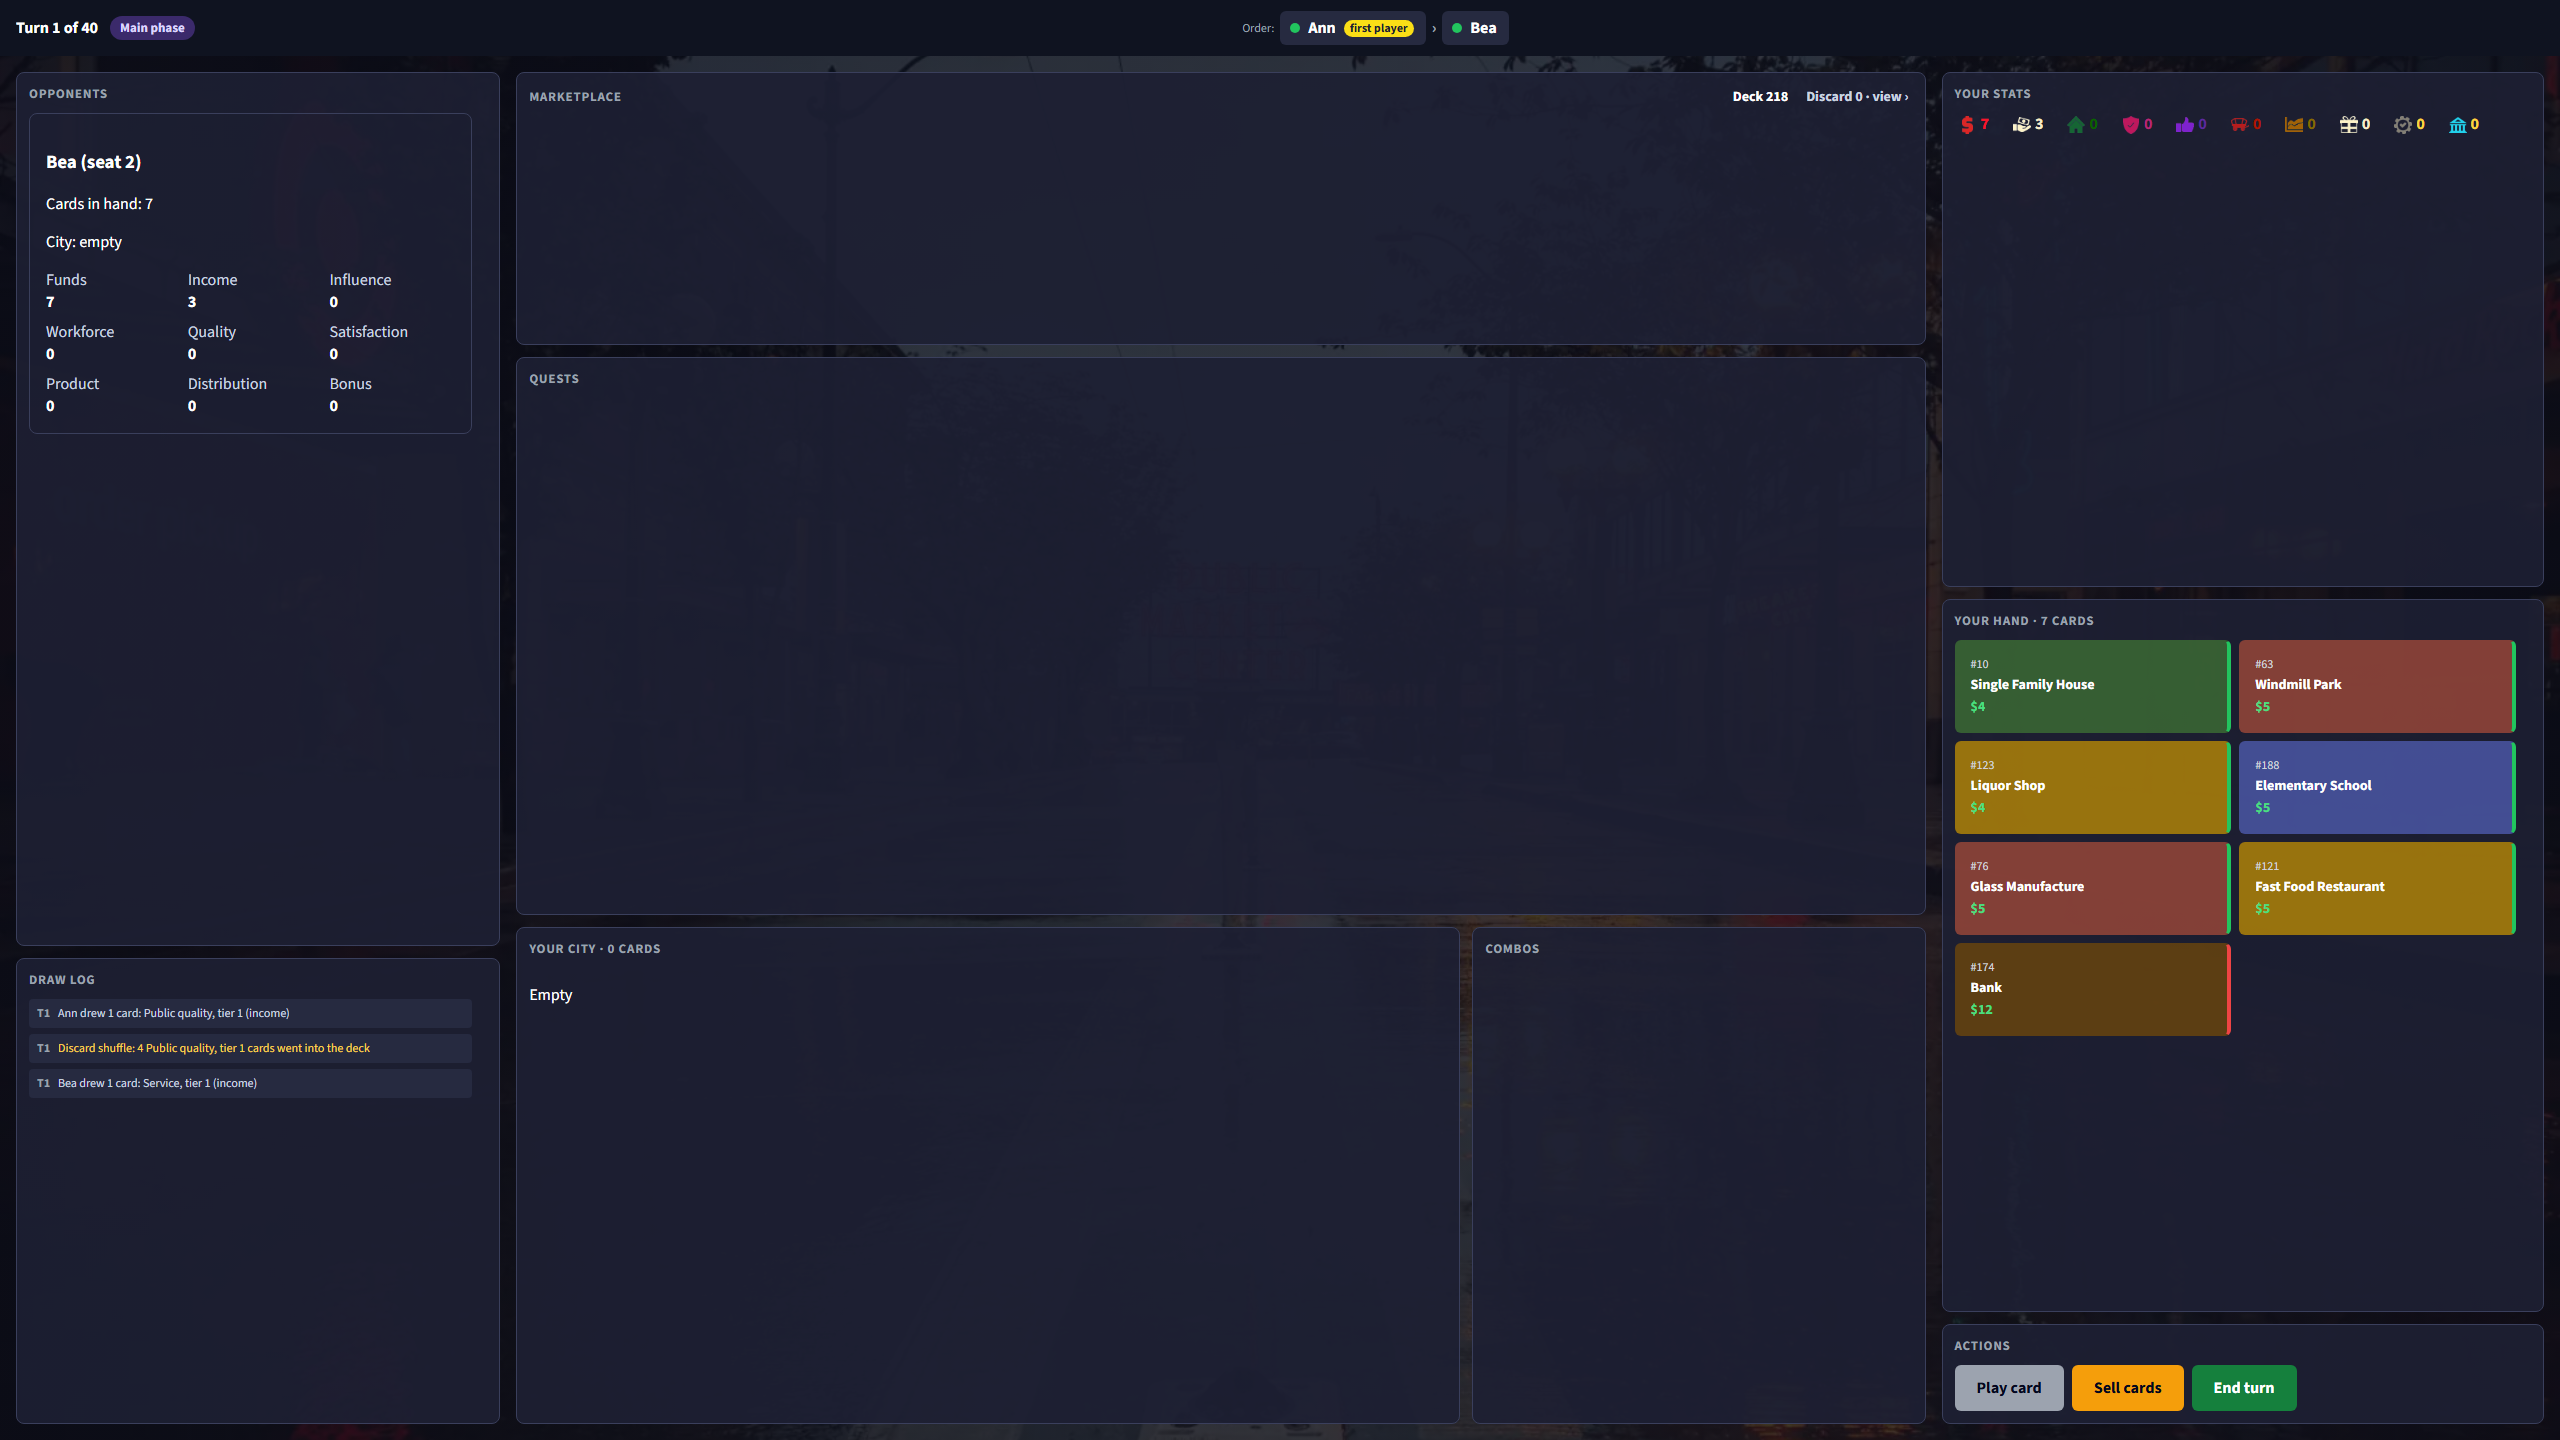 Turn 1 of 40 Main phase
Order: Ann first player › Bea
OPPONENTS
Bea (seat 2)
Cards in hand: 7
City: empty
Funds Income Influence
7 3 0
Workforce Quality Satisfaction
0 0 0
Product Distribution Bonus
0 0 0
DRAW LOG
T1 Ann drew 1 card: Public quality, tier 1 (income)
T1 Discard shuffle: 4 Public quality, tier 1 cards went into the deck
T1 Bea drew 1 card: Service, tier 1 (income)
MARKETPLACE Deck 218 Discard 0 · view ›
QUESTS
YOUR CITY · 0 CARDS
Empty
COMBOS
YOUR STATS
7 3 0 0 0 0 0 0 0 0
YOUR HAND · 7 CARDS
#10
Single Family House
$4
#63
Windmill Park
$5
#123
Liquor Shop
$4
#188
Elementary School
$5
#76
Glass Manufacture
$5
#121
Fast Food Restaurant
$5
#174
Bank
$12
ACTIONS
Play card Sell cards End turn